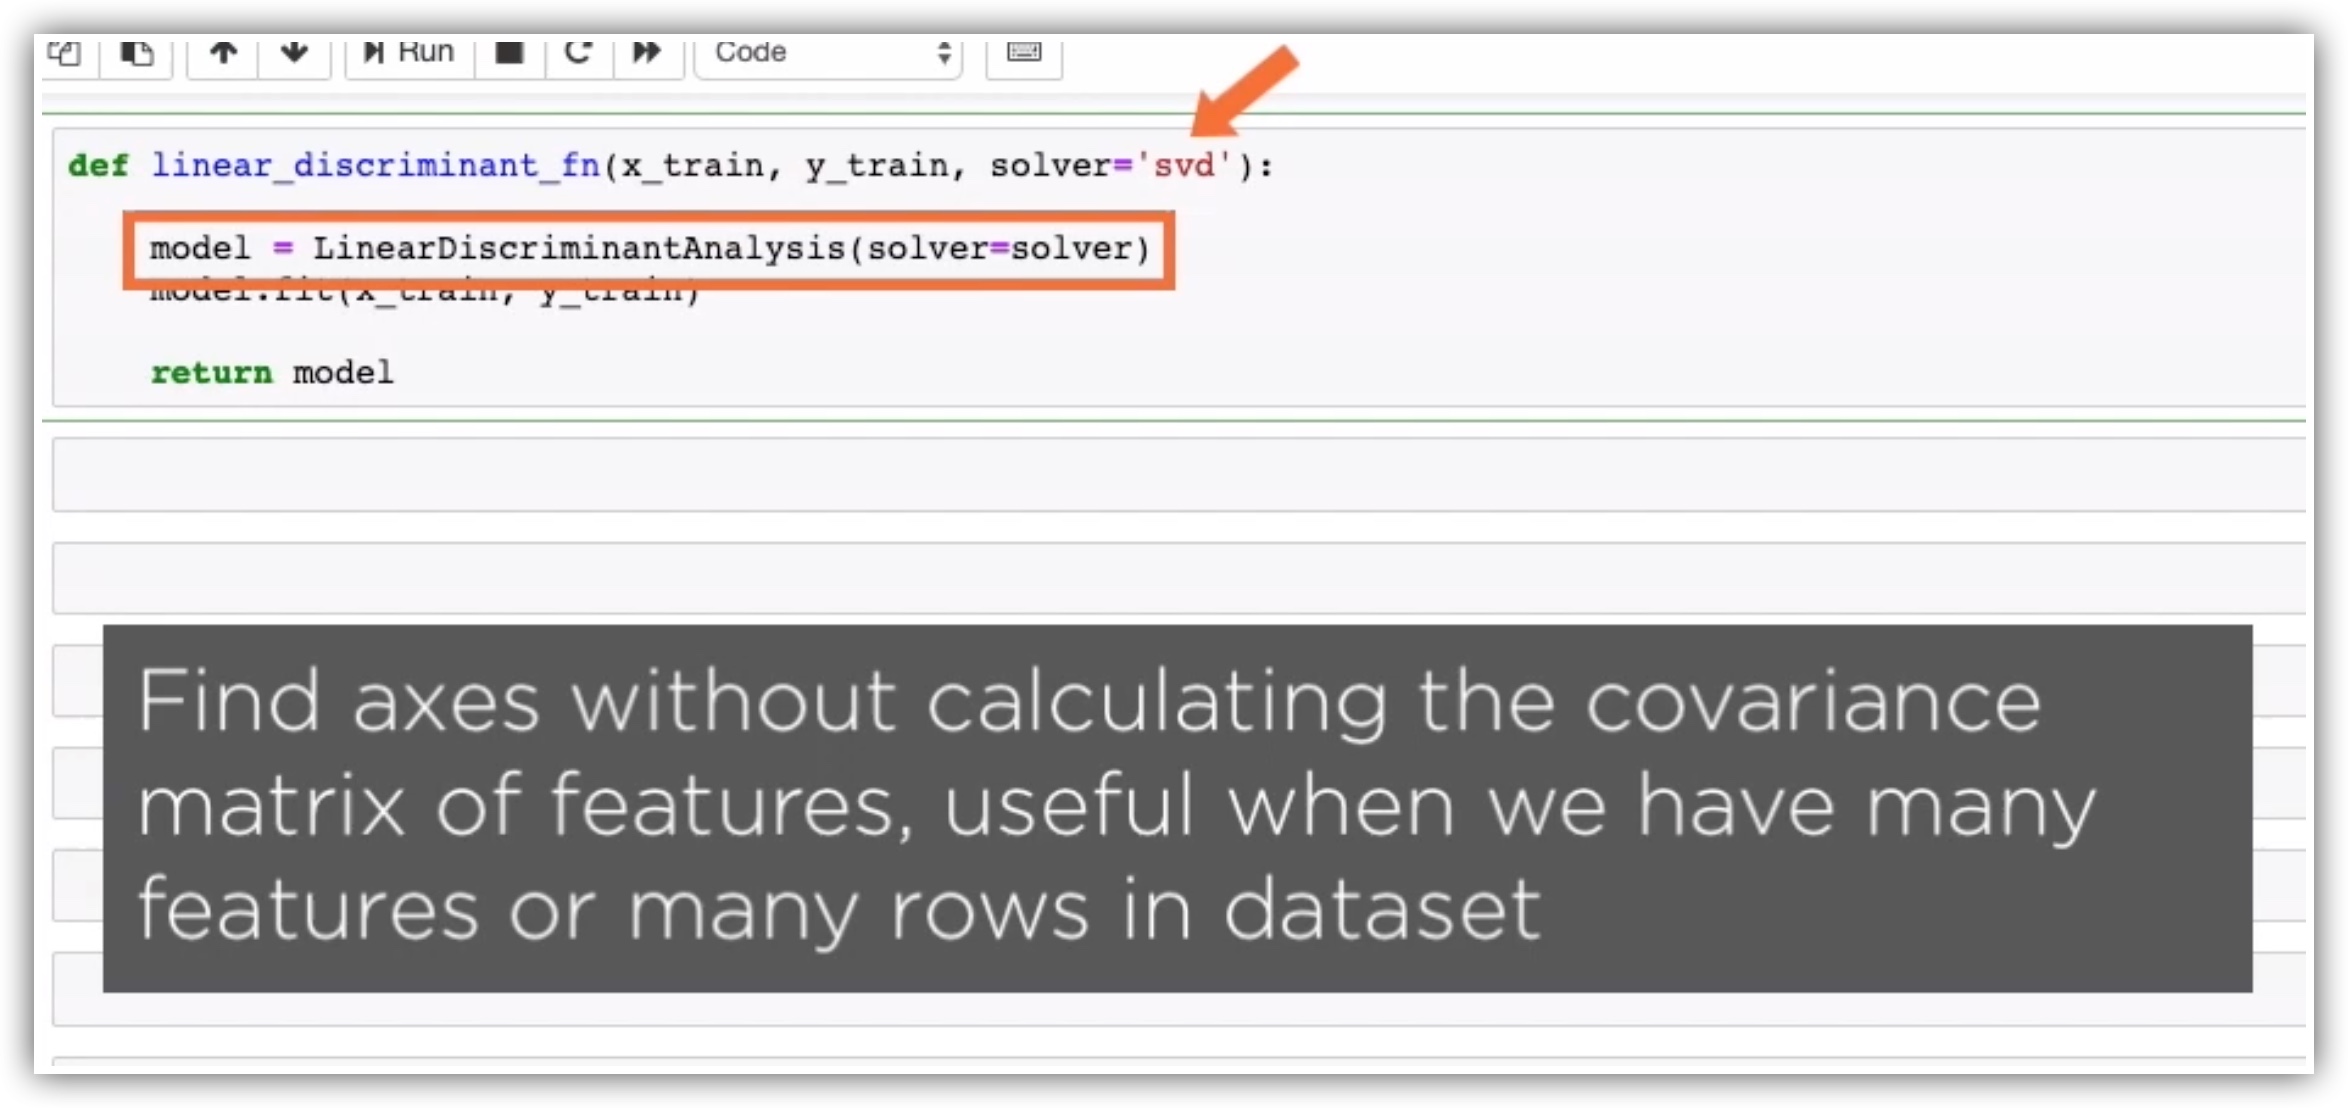 Run Code
def linear_discriminant_fn(x_train, y_train, solver='svd'):
model = LinearDiscriminantAnalysis(solver=solver)
model.fit(x_train, y_train)
return model
Find axes without calculating the covariance
matrix of features, useful when we have many
features or many rows in dataset